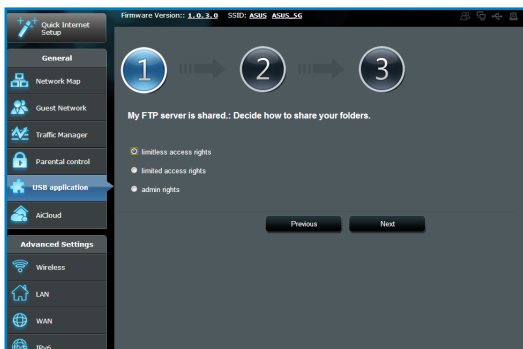 Quick Internet
Setup
Firmware Version:: 1.0.3.0 SSID: ASUS ASUS_5G
General
Network Map
Guest Network
Traffic Manager
Parental control
USB application
AiCloud
Advanced Settings
Wireless
LAN
WAN
IPv6
1
2
3
My FTP server is shared.: Decide how to share your folders.
limitless access rights
limited access rights
admin rights
Previous
Next